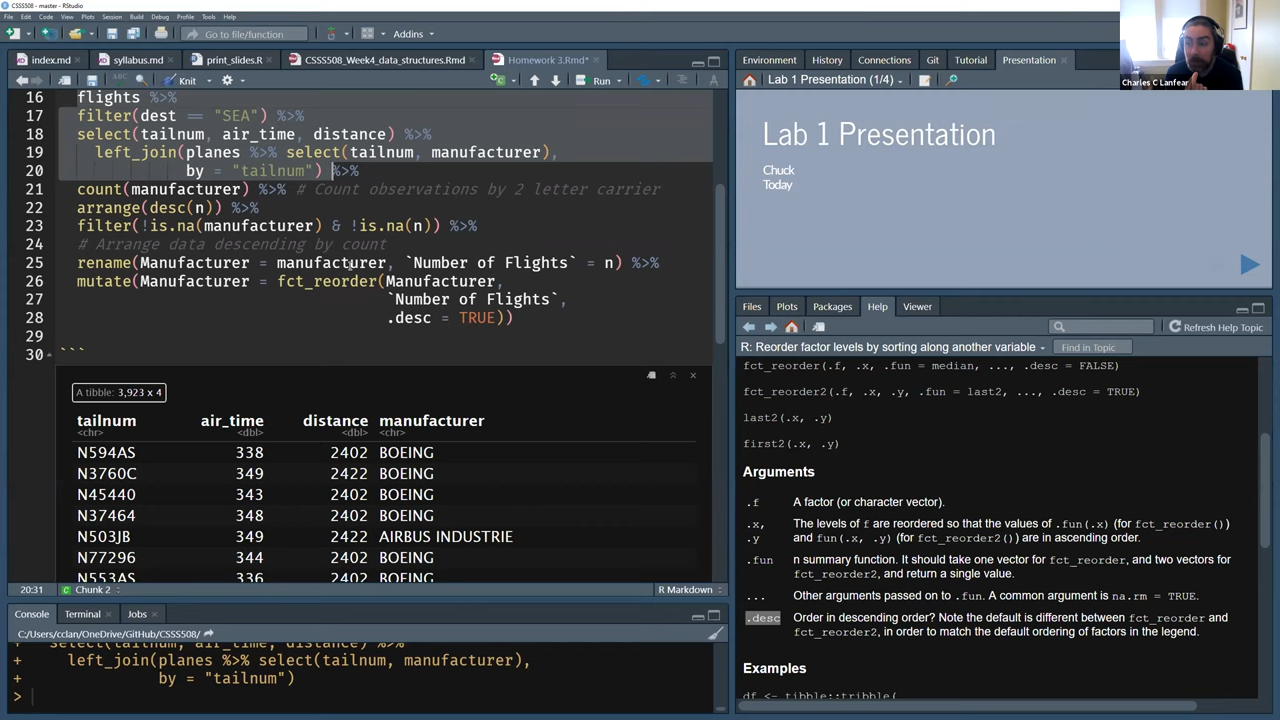 CSSS508 - master - RStudio
File Edit Code View Plots Session Build Debug Profile Tools Help
Go to file/function
Addins
index.md
syllabus.md
print_slides.R
CSSS508_Week4_data_structures.Rmd
Homework 3.Rmd*
ABC
Knit
Run
16 flights %>%
17 filter(dest == "SEA") %>%
18 select(tailnum, air_time, distance) %>%
19 left_join(planes %>% select(tailnum, manufacturer),
20 by = "tailnum") %>%
21 count(manufacturer) %>% # Count observations by 2 letter carrier
22 arrange(desc(n)) %>%
23 filter(!is.na(manufacturer) & !is.na(n)) %>%
24 # Arrange data descending by count
25 rename(Manufacturer = manufacturer, `Number of Flights` = n) %>%
26 mutate(Manufacturer = fct_reorder(Manufacturer,
27 `Number of Flights`,
28 .desc = TRUE))
29
30 ```
A tibble: 3,923 x 4
tailnum air_time distance manufacturer
<chr> <dbl> <dbl> <chr>
N594AS 338 2402 BOEING
N3760C 349 2422 BOEING
N45440 343 2402 BOEING
N37464 348 2402 BOEING
N503JB 349 2422 AIRBUS INDUSTRIE
N77296 344 2402 BOEING
N553AS 336 2402 BOEING
20:31 Chunk 2 R Markdown
Console Terminal Jobs
C:/Users/cclan/OneDrive/GitHub/CSSS508/
select(tailnum, air_time, distance) %>%
+ left_join(planes %>% select(tailnum, manufacturer),
+ by = "tailnum")
>
Environment History Connections Git Tutorial Presentation
Lab 1 Presentation (1/4)
Lab 1 Presentation
Chuck
Today
Files Plots Packages Help Viewer
Refresh Help Topic
R: Reorder factor levels by sorting along another variable
Find in Topic
fct_reorder(.f, .x, .fun = median, ..., .desc = FALSE)
fct_reorder2(.f, .x, .y, .fun = last2, ..., .desc = TRUE)
last2(.x, .y)
first2(.x, .y)
Arguments
.f A factor (or character vector).
.x, The levels of f are reordered so that the values of .fun(.x) (for fct_reorder())
.y and fun(.x, .y) (for fct_reorder2()) are in ascending order.
.fun n summary function. It should take one vector for fct_reorder, and two vectors for
fct_reorder2, and return a single value.
... Other arguments passed on to .fun. A common argument is na.rm = TRUE.
.desc Order in descending order? Note the default is different between fct_reorder and
fct_reorder2, in order to match the default ordering of factors in the legend.
Examples
df <- tibble::tribble(
Charles C Lanfear